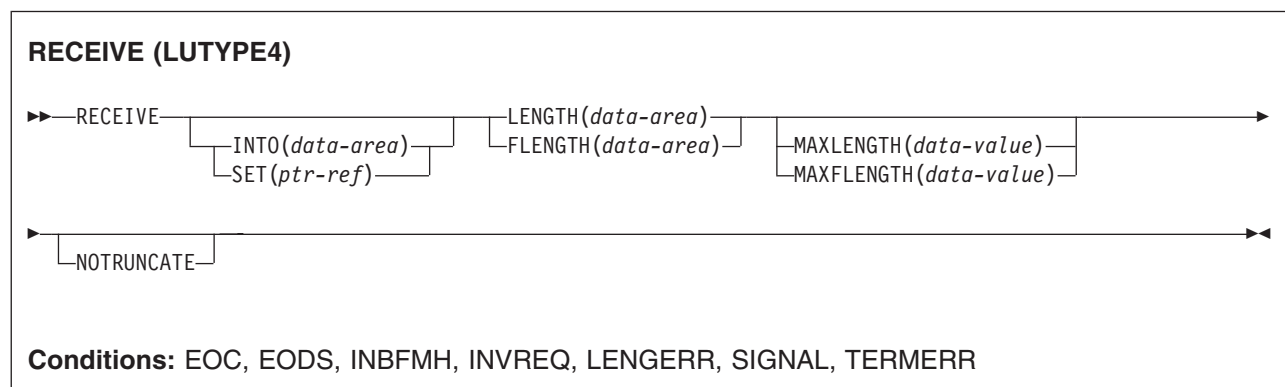 RECEIVE (LUTYPE4)
RECEIVE LENGTH(data-area)
INTO(data-area) FLENGTH(data-area) MAXLENGTH(data-value)
SET(ptr-ref) MAXFLENGTH(data-value)
NOTRUNCATE
Conditions: EOC, EODS, INBFMH, INVREQ, LENGERR, SIGNAL, TERMERR